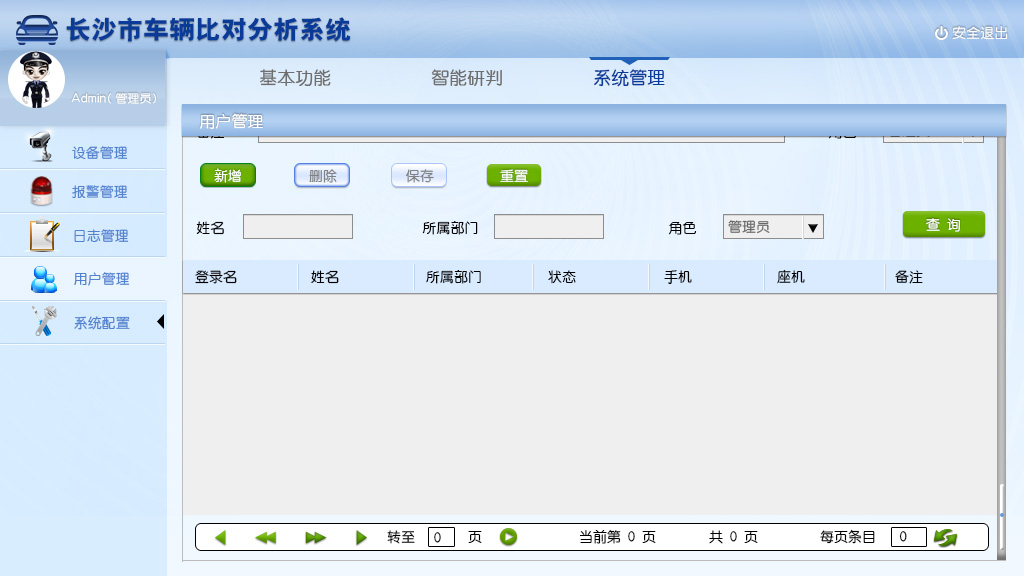 长沙市车辆比对分析系统
安全退出
基本功能 智能研判 系统管理
Admin( 管理员)
用户管理
新增 删除 保存 重置
姓名 所属部门 角色 管理员 查 询
登录名 姓名 所属部门 状态 手机 座机 备注
设备管理
报警管理
日志管理
用户管理
系统配置
转至 0 页 当前第 0 页 共 0 页 每页条目 0